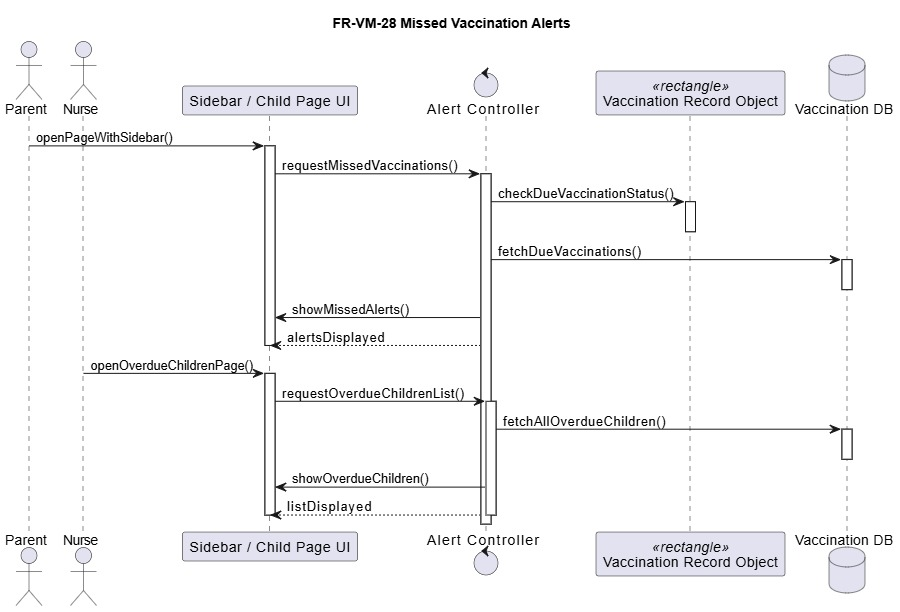 FR-VM-28 Missed Vaccination Alerts
Parent
Nurse
Sidebar / Child Page UI
Alert Controller
«rectangle»
Vaccination Record Object
Vaccination DB
openPageWithSidebar()
requestMissedVaccinations()
checkDueVaccinationStatus()
fetchDueVaccinations()
showMissedAlerts()
alertsDisplayed
openOverdueChildrenPage()
requestOverdueChildrenList()
fetchAllOverdueChildren()
showOverdueChildren()
listDisplayed
Parent
Nurse
Sidebar / Child Page UI
Alert Controller
«rectangle»
Vaccination Record Object
Vaccination DB